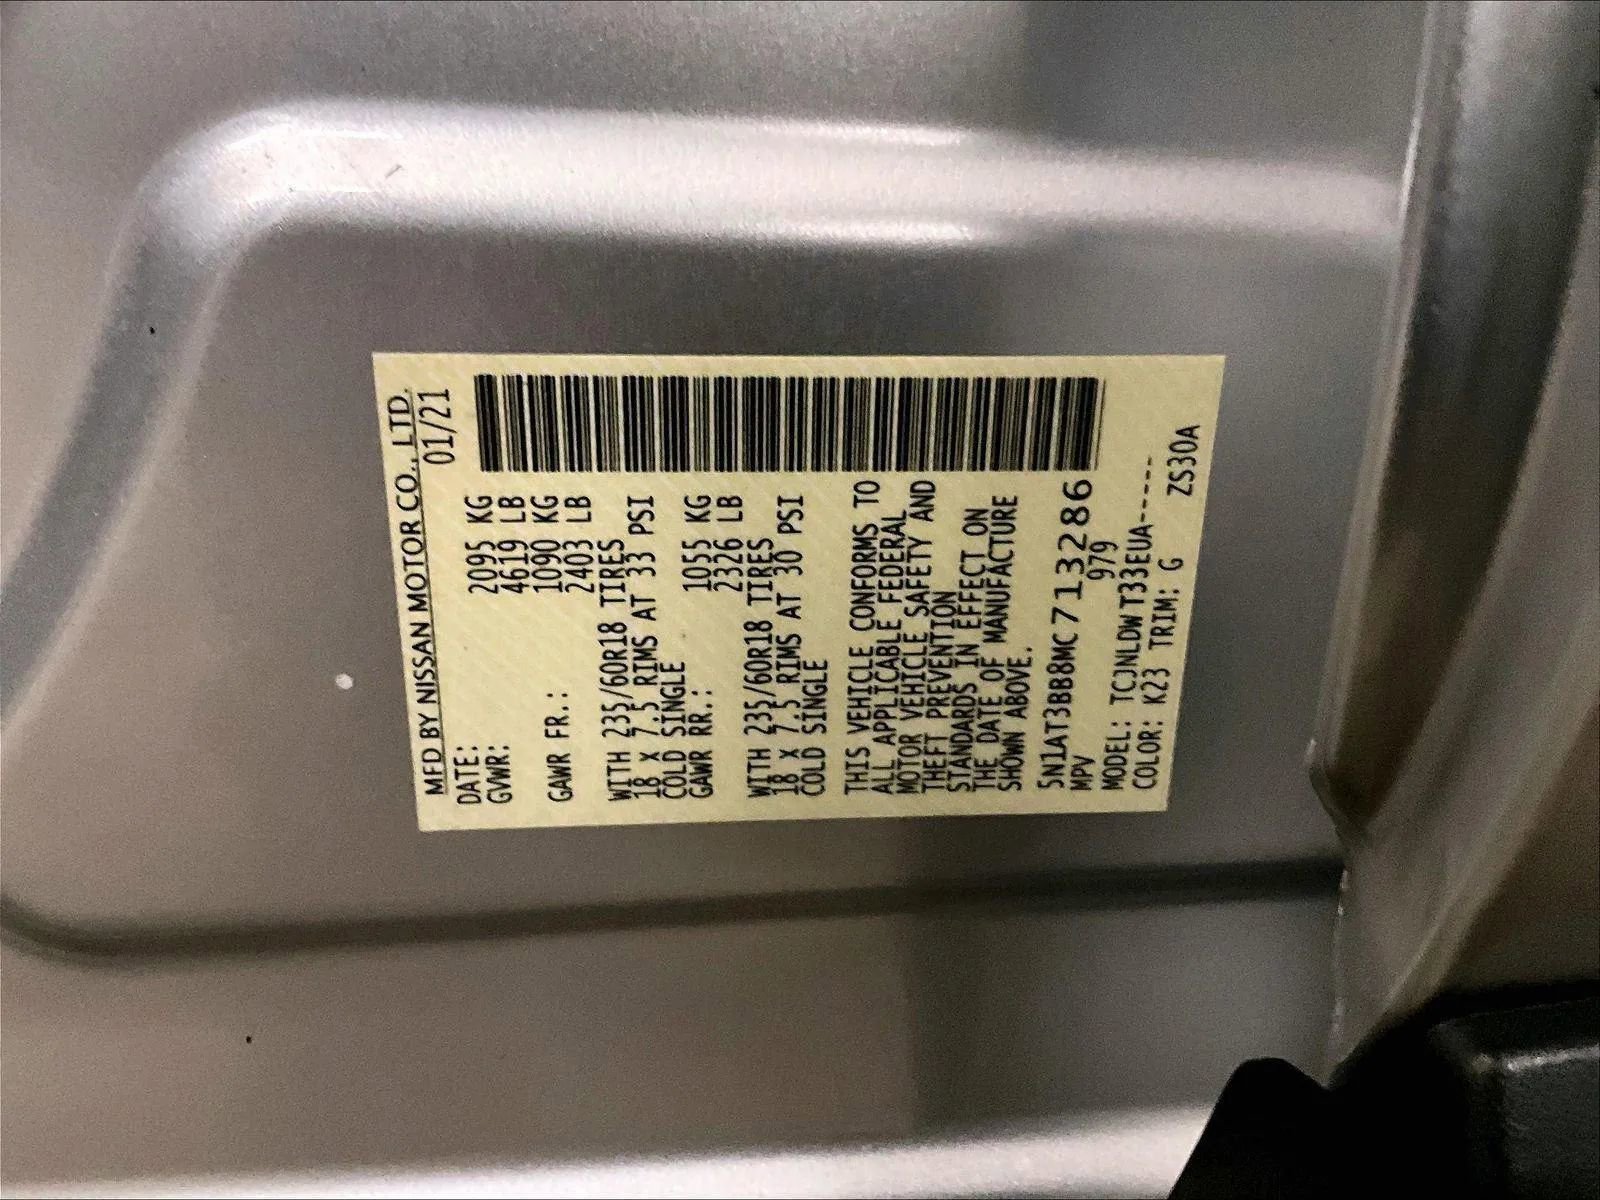 MFD BY NISSAN MOTOR CO., LTD.
DATE: 01/21
GVWR: 2095 KG
4619 LB
GAWR FR.: 1090 KG
2403 LB
WITH 235/60R18 TIRES
18 X 7.5 RIMS AT 33 PSI
COLD SINGLE
GAWR RR.: 1055 KG
2326 LB
WITH 235/60R18 TIRES
18 X 7.5 RIMS AT 30 PSI
COLD SINGLE
THIS VEHICLE CONFORMS TO
ALL APPLICABLE FEDERAL
MOTOR VEHICLE SAFETY AND
THEFT PREVENTION
STANDARDS IN EFFECT ON
THE DATE OF MANUFACTURE
SHOWN ABOVE.
5N1AT3BB8MC713286
MPV 979
MODEL: TCJNLDW T33EUA-----
COLOR: K23 TRIM: G ZS30A